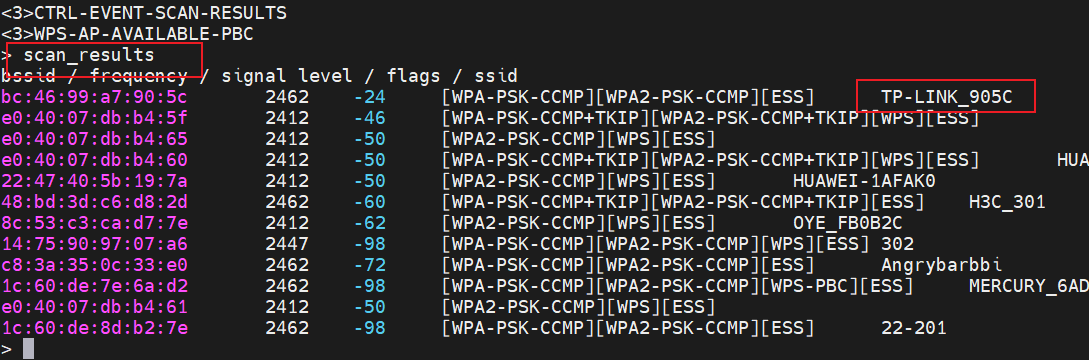 <3>CTRL-EVENT-SCAN-RESULTS
<3>WPS-AP-AVAILABLE-PBC
> scan_results
bssid / frequency / signal level / flags / ssid
bc:46:99:a7:90:5c 2462 -24 [WPA-PSK-CCMP][WPA2-PSK-CCMP][ESS] TP-LINK_905C
e0:40:07:db:b4:5f 2412 -46 [WPA-PSK-CCMP+TKIP][WPA2-PSK-CCMP+TKIP][WPS][ESS]
e0:40:07:db:b4:65 2412 -50 [WPA2-PSK-CCMP][WPS][ESS]
e0:40:07:db:b4:60 2412 -50 [WPA-PSK-CCMP+TKIP][WPA2-PSK-CCMP+TKIP][WPS][ESS] HUA
22:47:40:5b:19:7a 2412 -50 [WPA2-PSK-CCMP][WPS][ESS] HUAWEI-1AFAK0
48:bd:3d:c6:d8:2d 2462 -60 [WPA-PSK-CCMP+TKIP][WPA2-PSK-CCMP+TKIP][ESS] H3C_301
8c:53:c3:ca:d7:7e 2412 -62 [WPA2-PSK-CCMP][WPS][ESS] OYE_FB0B2C
14:75:90:97:07:a6 2447 -98 [WPA-PSK-CCMP][WPA2-PSK-CCMP][WPS][ESS] 302
c8:3a:35:0c:33:e0 2462 -72 [WPA-PSK-CCMP][WPA2-PSK-CCMP][ESS] Angrybarbbi
1c:60:de:7e:6a:d2 2462 -98 [WPA-PSK-CCMP][WPA2-PSK-CCMP][WPS-PBC][ESS] MERCURY_6AD
e0:40:07:db:b4:61 2412 -50 [WPA2-PSK-CCMP][WPS][ESS]
1c:60:de:8d:b2:7e 2462 -98 [WPA-PSK-CCMP][WPA2-PSK-CCMP][ESS] 22-201
>